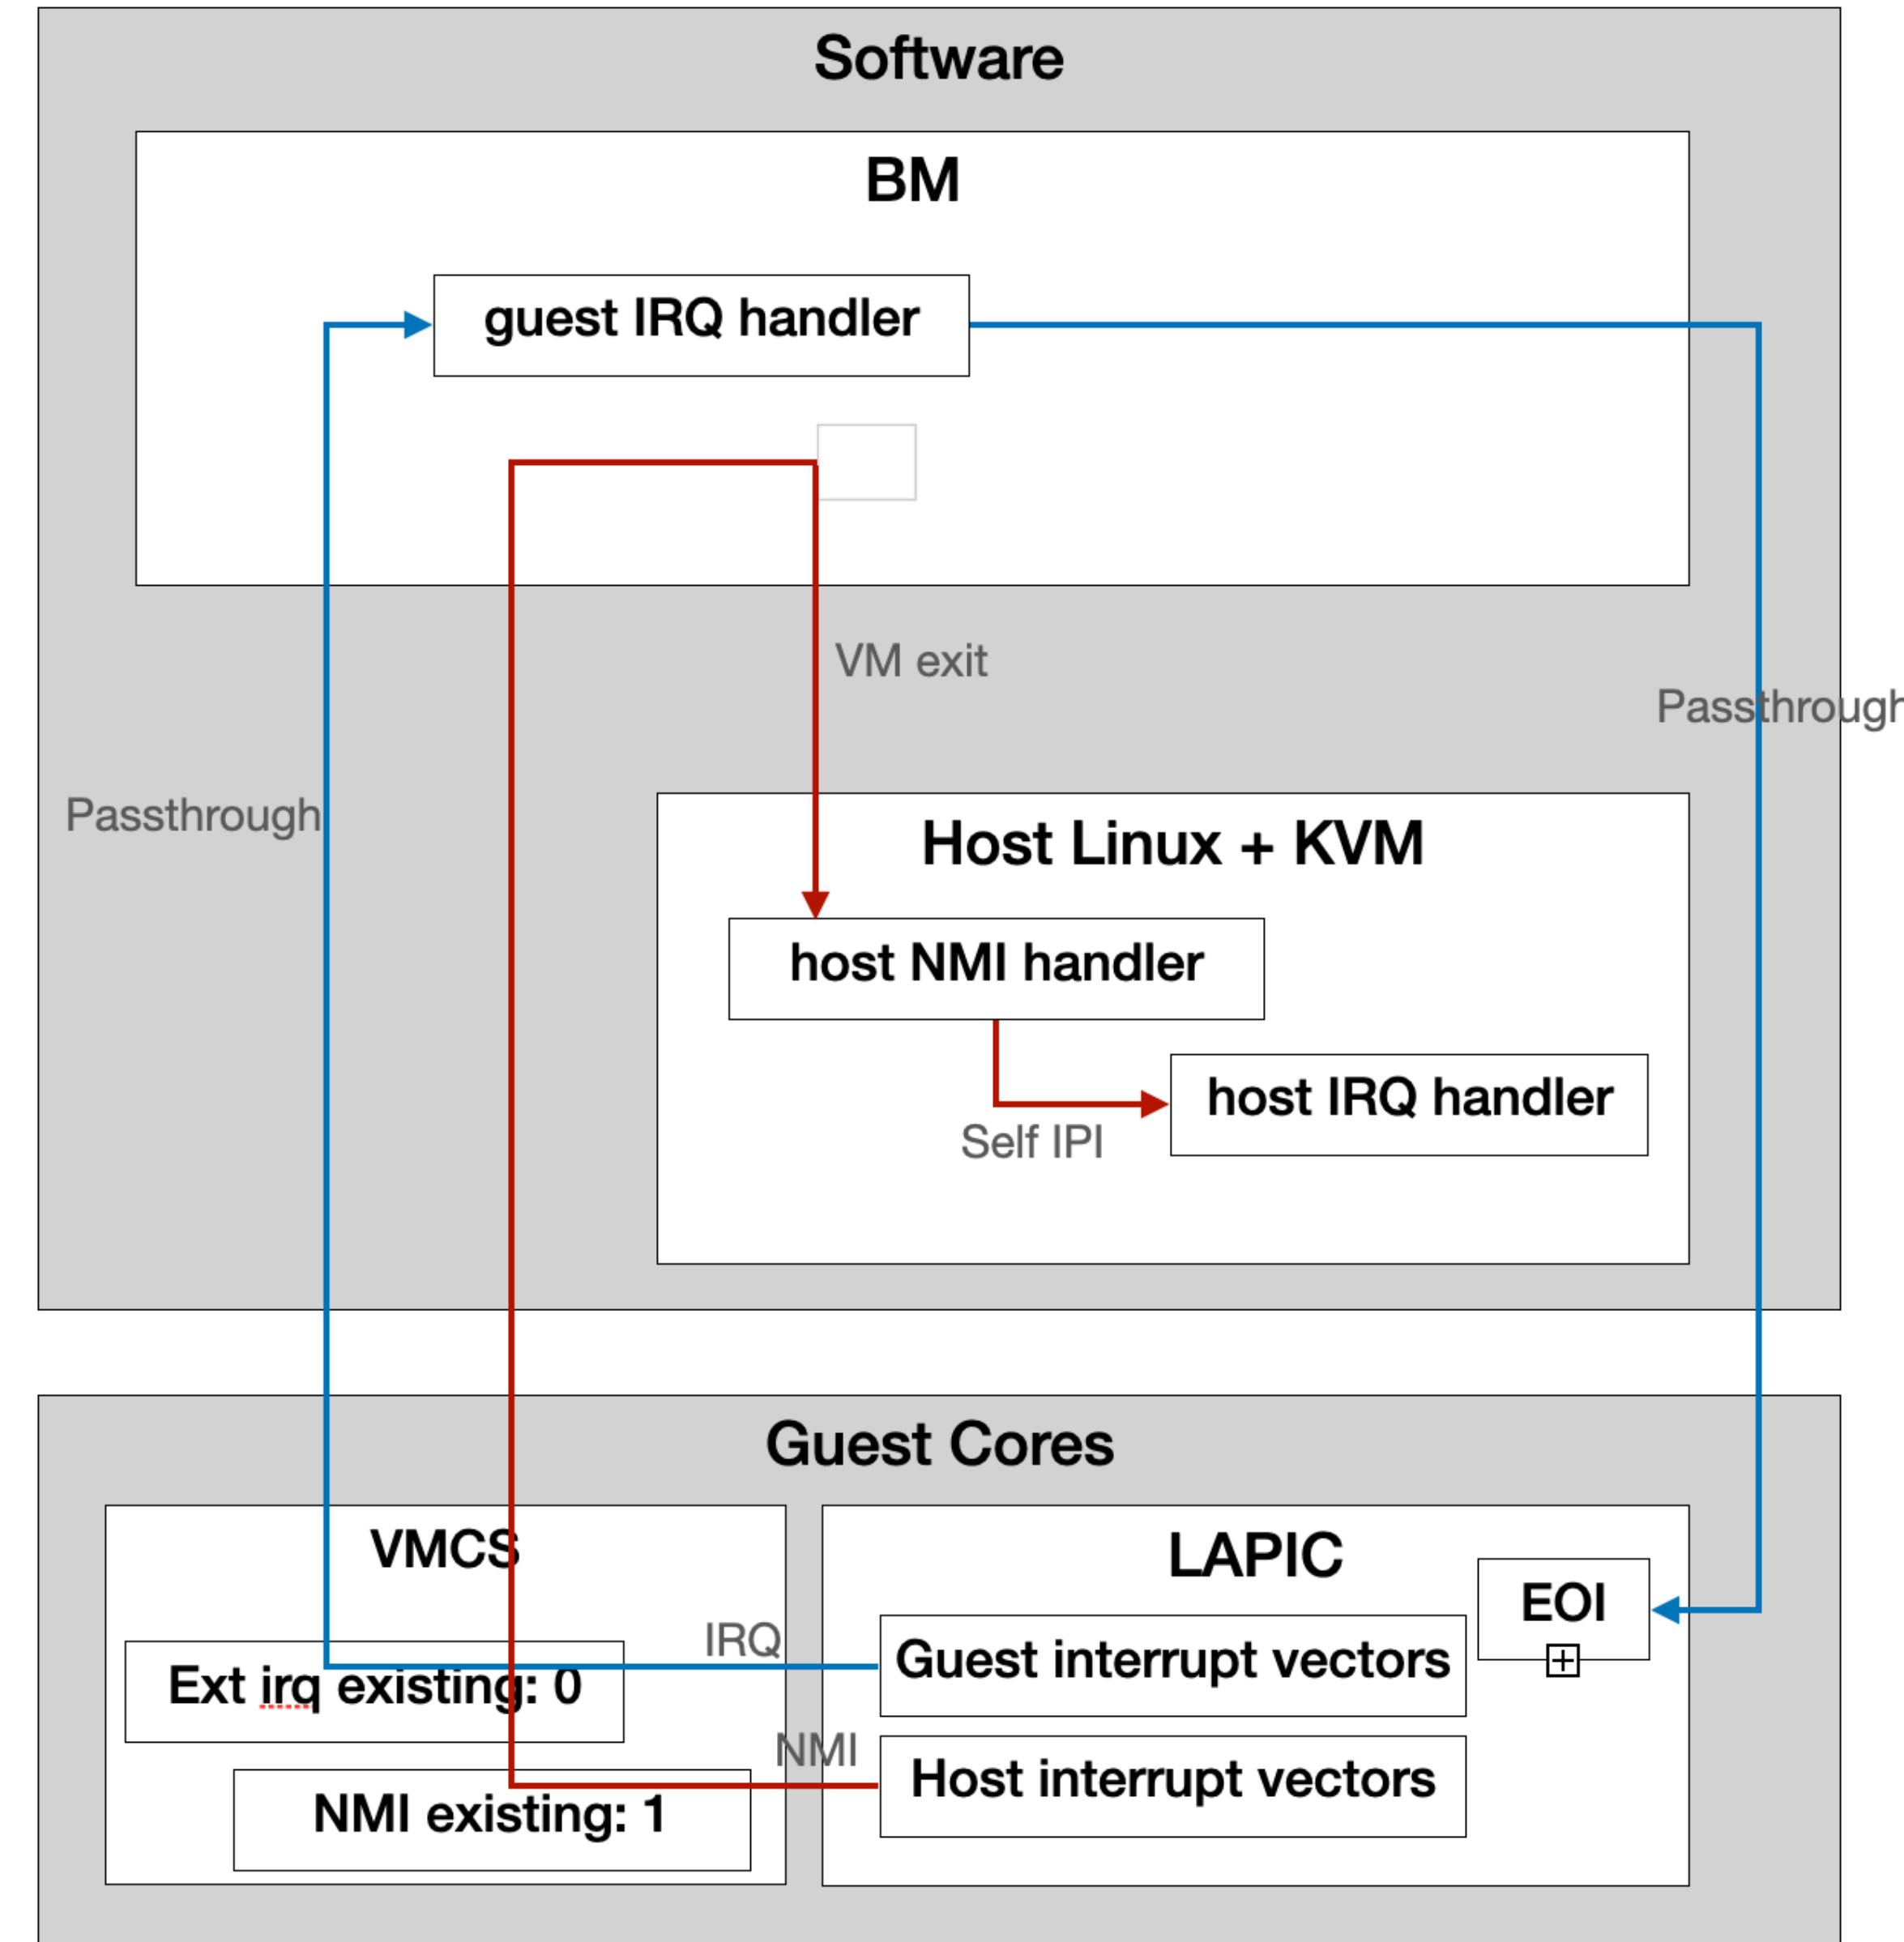 Software
BM
guest IRQ handler
VM exit
Passthrough
Passthrough
Host Linux + KVM
host NMI handler
host IRQ handler
Self IPI
Guest Cores
VMCS
LAPIC
EOI
IRQ
Guest interrupt vectors
Ext irq existing: 0
NMI
Host interrupt vectors
NMI existing: 1